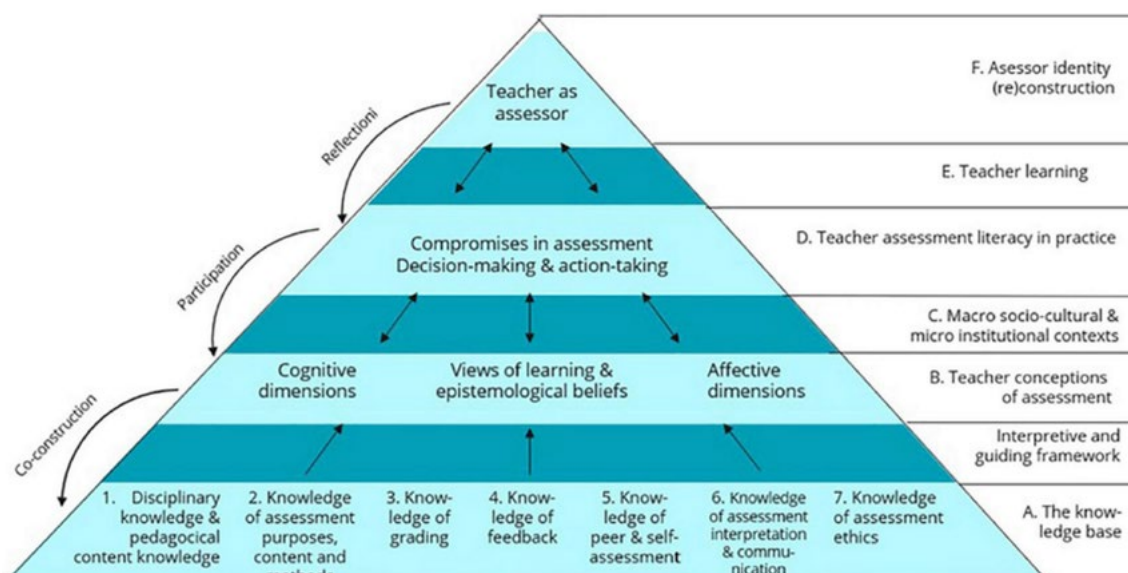 F. Asessor identity
(re)construction
Teacher as
assessor
Reflectioni
E. Teacher learning
Compromises in assessment
Decision-making & action-taking
D. Teacher assessment literacy in practice
Participation
C. Macro socio-cultural &
micro institutional contexts
Cognitive
dimensions
Views of learning &
epistemological beliefs
Affective
dimensions
B. Teacher conceptions
of assessment
Co-construction
Interpretive and
guiding framework
1. Disciplinary
knowledge &
pedagocical
content knowledge
2. Knowledge
of assessment
purposes,
content and
3. Know-
ledge of
grading
4. Know-
ledge of
feedback
5. Know-
ledge of
peer & self-
assessment
6. Knowledge
of assessment
interpretation
& commu-
nication
7. Knowledge
of assessment
ethics
A. The know-
ledge base